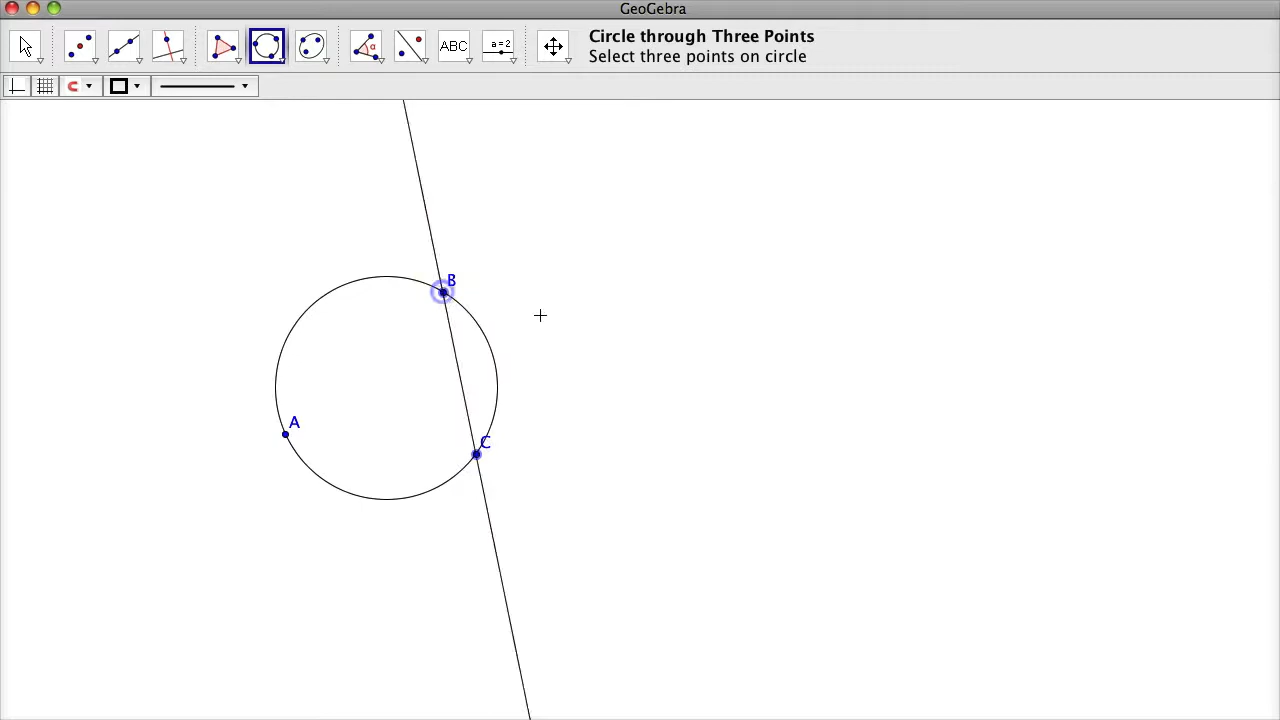 GeoGebra
α
ABC
a=2
Circle through Three Points
Select three points on circle
B
A
C